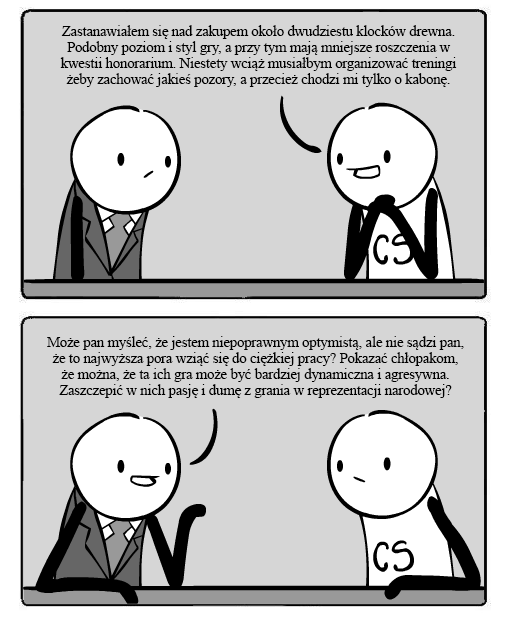 Zastanawiałem się nad zakupem około dwudziestu klocków drewna.
Podobny poziom i styl gry, a przy tym mają mniejsze roszczenia w
kwestii honorarium. Niestety wciąż musiałbym organizować treningi
żeby zachować jakieś pozory, a przecież chodzi mi tylko o kabonę.
CS
Może pan myśleć, że jestem niepoprawnym optymistą, ale nie sądzi pan,
że to najwyższa pora wziąć się do ciężkiej pracy? Pokazać chłopakom,
że można, że ta ich gra może być bardziej dynamiczna i agresywna.
Zaszczepić w nich pasję i dumę z grania w reprezentacji narodowej?
CS